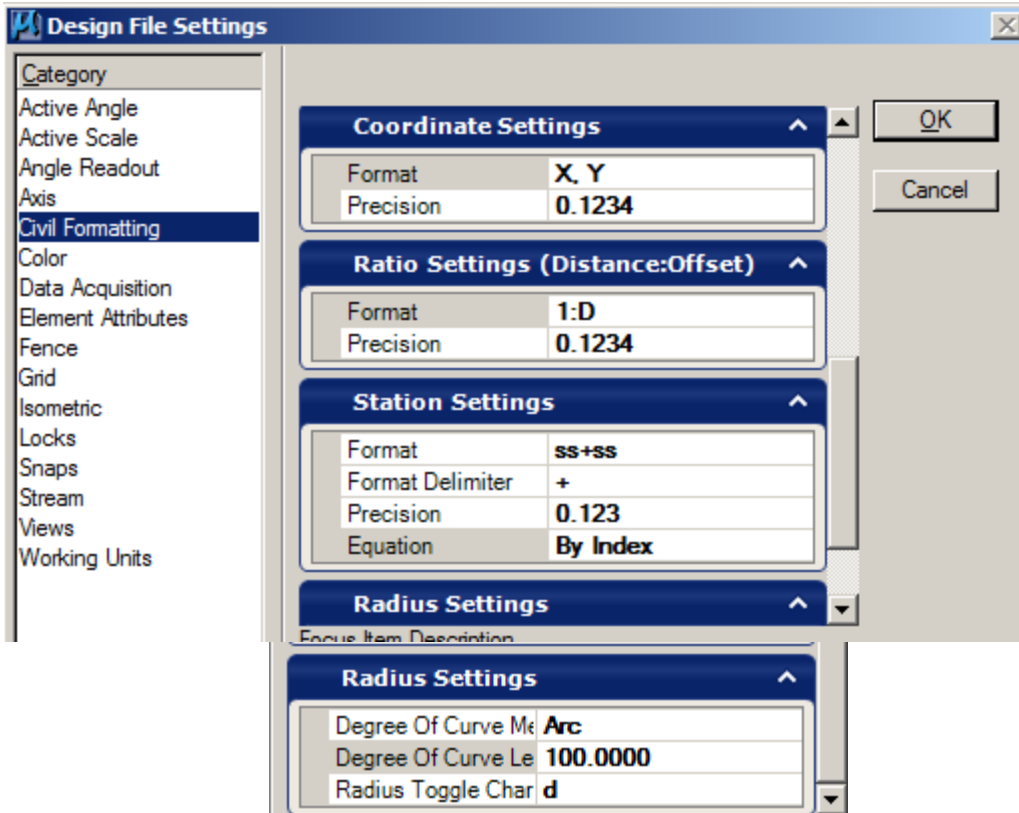 Design File Settings
Category
Active Angle
Active Scale
Angle Readout
Axis
Civil Formatting
Color
Data Acquisition
Element Attributes
Fence
Grid
Isometric
Locks
Snaps
Stream
Views
Working Units
Coordinate Settings
Format X, Y
Precision 0.1234
Ratio Settings (Distance:Offset)
Format 1:D
Precision 0.1234
Station Settings
Format ss+ss
Format Delimiter +
Precision 0.123
Equation By Index
Radius Settings
Focus Item Description
OK
Cancel
Radius Settings
Degree Of Curve Me Arc
Degree Of Curve Le 100.0000
Radius Toggle Char d